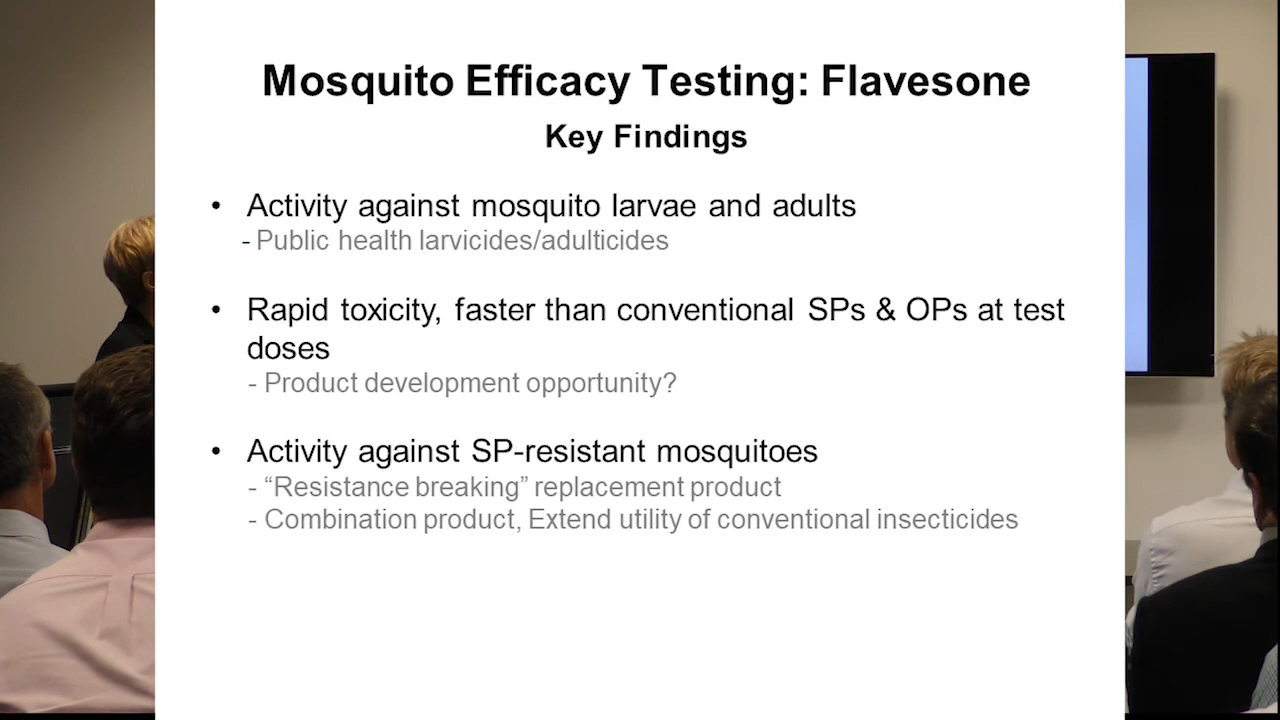 Mosquito Efficacy Testing: Flavesone
Key Findings
• Activity against mosquito larvae and adults
- Public health larvicides/adulticides
• Rapid toxicity, faster than conventional SPs & OPs at test
doses
- Product development opportunity?
• Activity against SP-resistant mosquitoes
- “Resistance breaking” replacement product
- Combination product, Extend utility of conventional insecticides